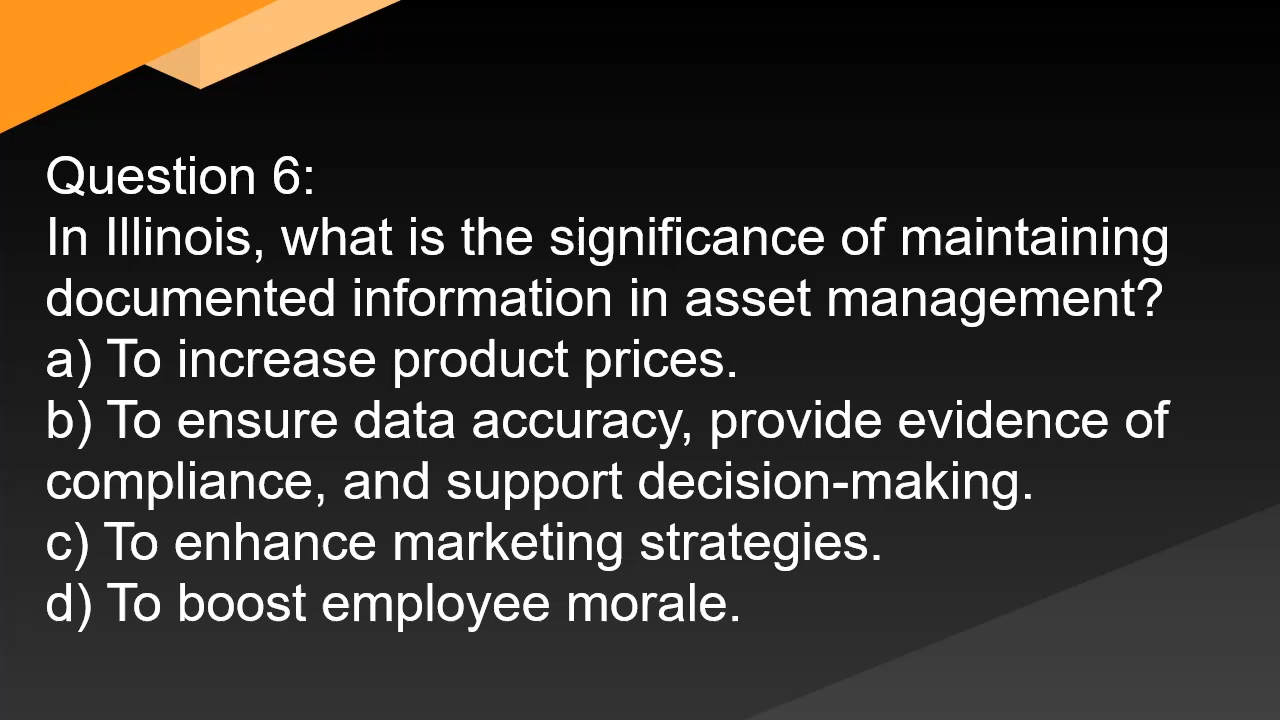 Question 6:
In Illinois, what is the significance of maintaining
documented information in asset management?
a) To increase product prices.
b) To ensure data accuracy, provide evidence of
compliance, and support decision-making.
c) To enhance marketing strategies.
d) To boost employee morale.